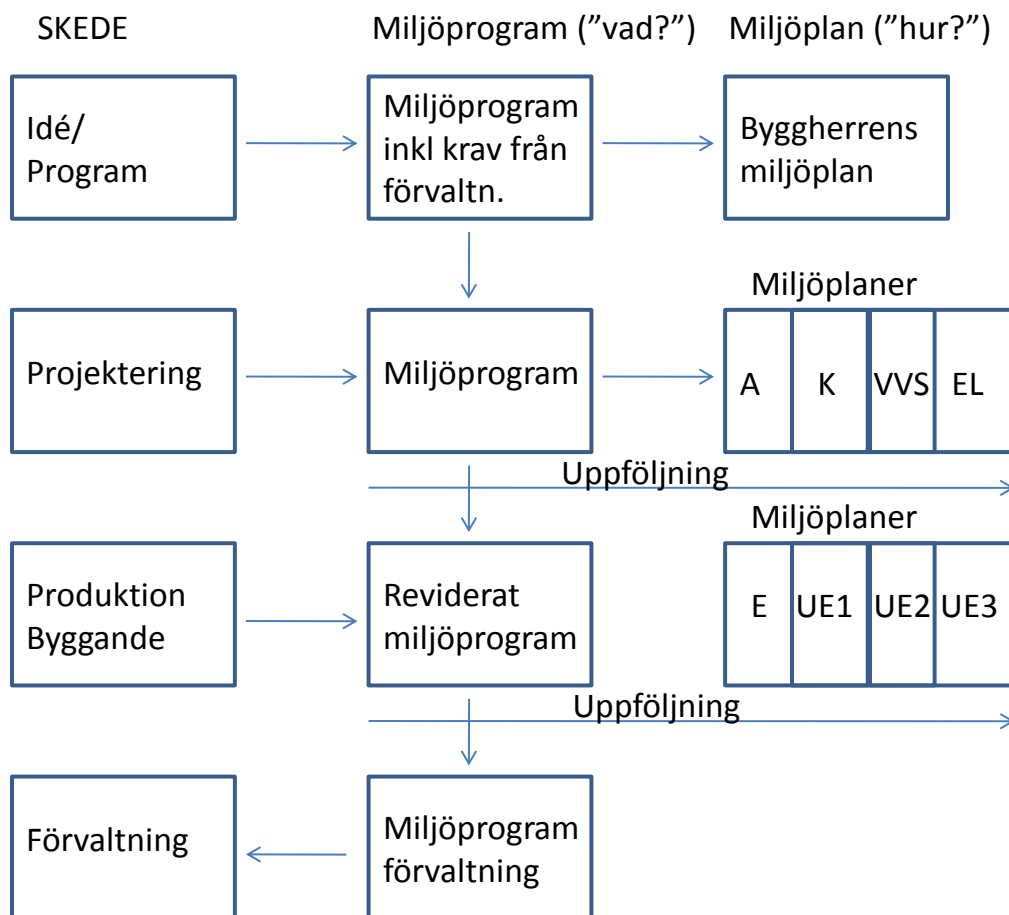 SKEDE
Miljöprogram (”vad?”)
Miljöplan (”hur?”)
Idé/
Program
Miljöprogram
inkl krav från
förvaltn.
Byggherrens
miljöplan
Miljöplaner
Projektering
Miljöprogram
A
K
VVS
EL
Uppföljning
Miljöplaner
Produktion
Byggande
Reviderat
miljöprogram
E
UE1
UE2
UE3
Uppföljning
Förvaltning
Miljöprogram
förvaltning